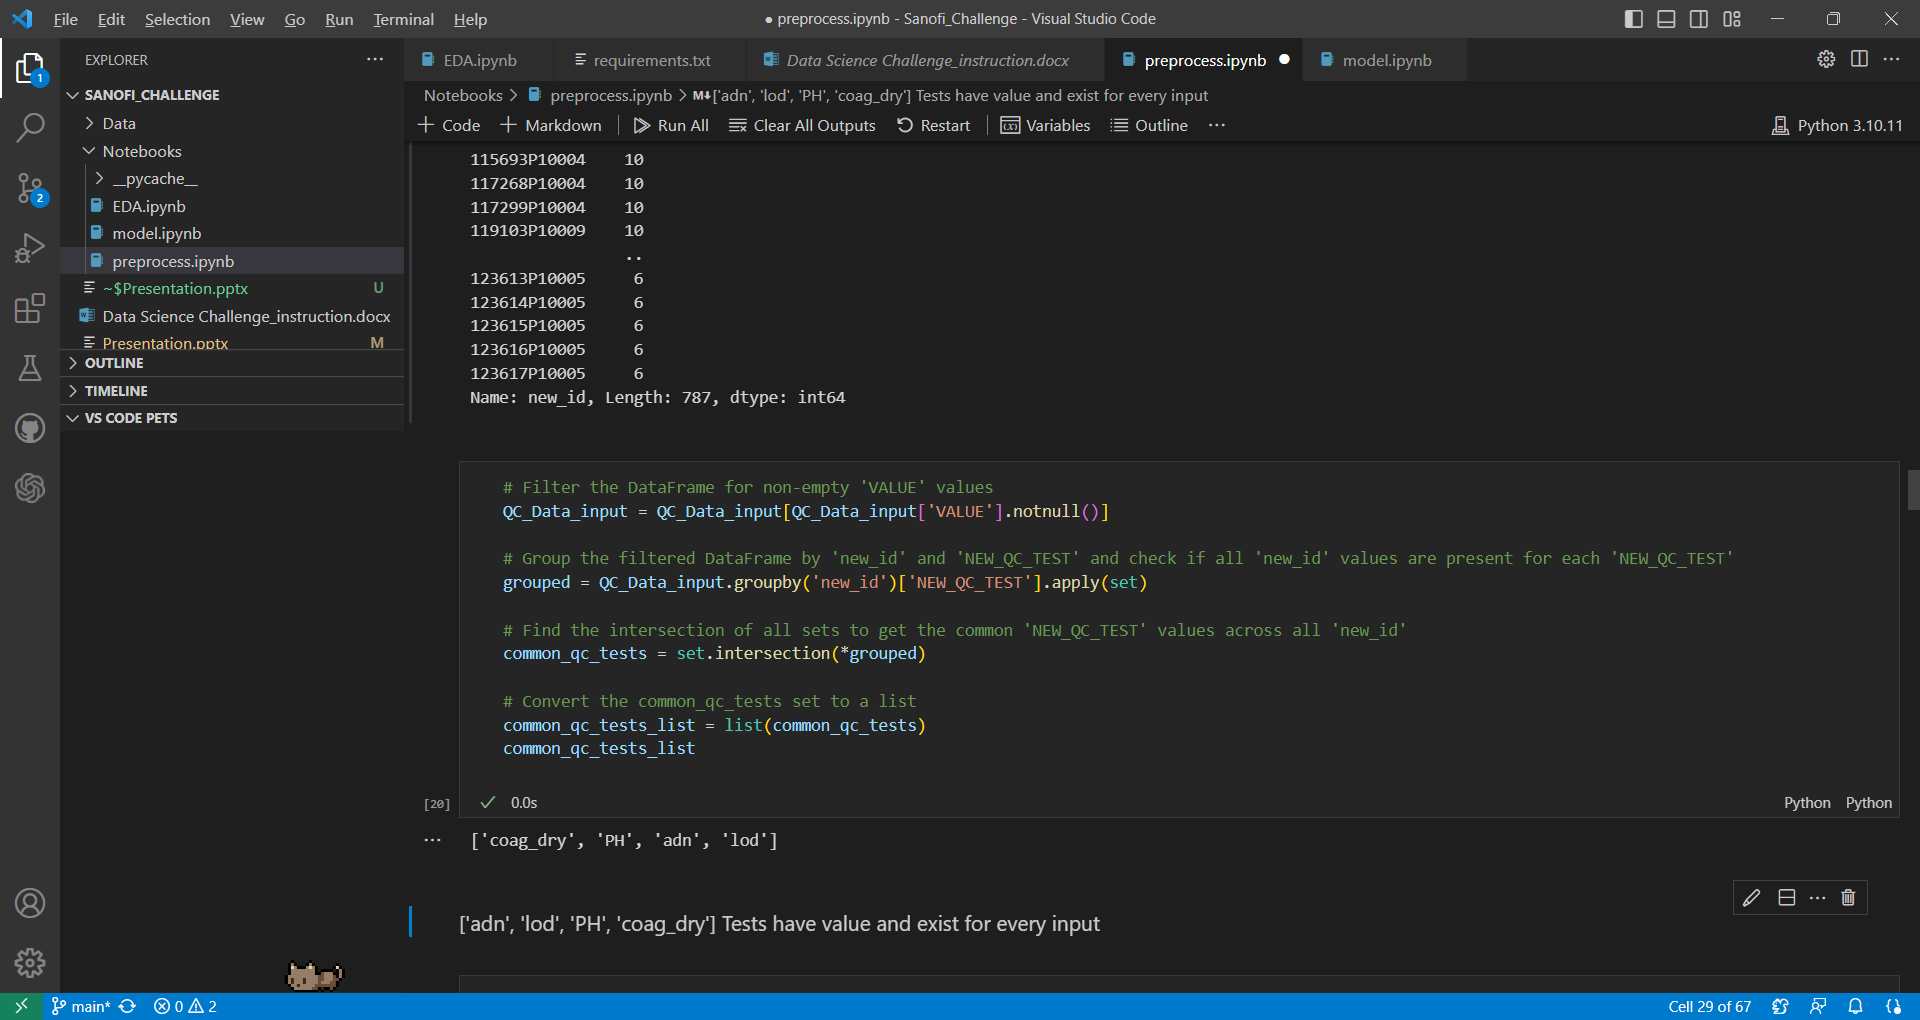 File Edit Selection View Go Run Terminal Help
● preprocess.ipynb - Sanofi_Challenge - Visual Studio Code
EXPLORER
SANOFI_CHALLENGE
Data
Notebooks
__pycache__
EDA.ipynb
model.ipynb
preprocess.ipynb
~$Presentation.pptx U
Data Science Challenge_instruction.docx
Presentation.pptx M
OUTLINE
TIMELINE
VS CODE PETS
1
2
EDA.ipynb requirements.txt Data Science Challenge_instruction.docx preprocess.ipynb model.ipynb
Notebooks > preprocess.ipynb > M↓['adn', 'lod', 'PH', 'coag_dry'] Tests have value and exist for every input
+ Code + Markdown Run All Clear All Outputs Restart Variables Outline ... Python 3.10.11
115693P10004 10
117268P10004 10
117299P10004 10
119103P10009 10
..
123613P10005 6
123614P10005 6
123615P10005 6
123616P10005 6
123617P10005 6
Name: new_id, Length: 787, dtype: int64
# Filter the DataFrame for non-empty 'VALUE' values
QC_Data_input = QC_Data_input[QC_Data_input['VALUE'].notnull()]
# Group the filtered DataFrame by 'new_id' and 'NEW_QC_TEST' and check if all 'new_id' values are present for each 'NEW_QC_TEST'
grouped = QC_Data_input.groupby('new_id')['NEW_QC_TEST'].apply(set)
# Find the intersection of all sets to get the common 'NEW_QC_TEST' values across all 'new_id'
common_qc_tests = set.intersection(*grouped)
# Convert the common_qc_tests set to a list
common_qc_tests_list = list(common_qc_tests)
common_qc_tests_list
[20] ✓ 0.0s Python Python
... ['coag_dry', 'PH', 'adn', 'lod']
['adn', 'lod', 'PH', 'coag_dry'] Tests have value and exist for every input
main* 0 2 Cell 29 of 67